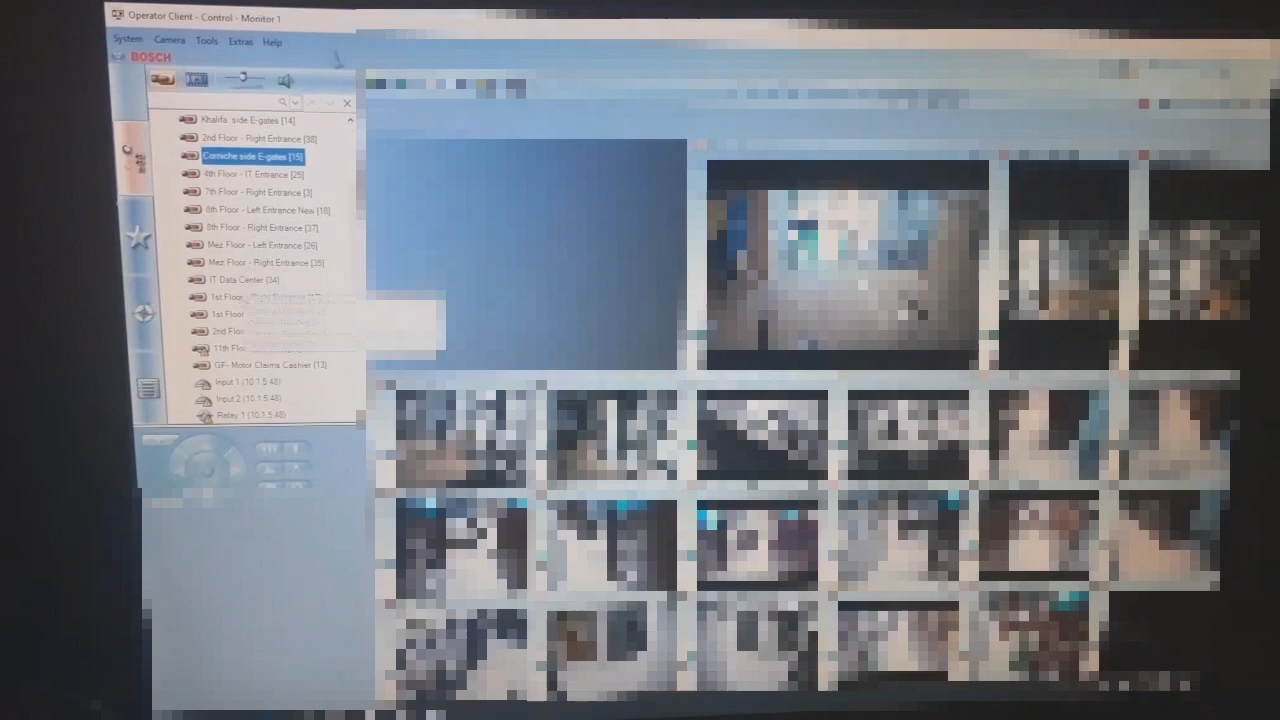 Operator Client - Control - Monitor 1
System Camera Tools Extras Help
BOSCH
Khalifa side E-gates [14]
2nd Floor - Right Entrance [38]
Corniche side E-gates [15]
4th Floor - IT Entrance [25]
7th Floor - Right Entrance [3]
8th Floor - Left Entrance New [18]
8th Floor - Right Entrance [37]
Mez Floor - Left Entrance [26]
Mez Floor - Right Entrance [35]
IT Data Center [34]
1st Floor
1st Floor
2nd Floo
11th Floo
GF- Motor Claims Cashier [13]
Input 1 (10.1.5.48)
Input 2 (10.1.5.48)
Relay 1 (10.1.5.48)